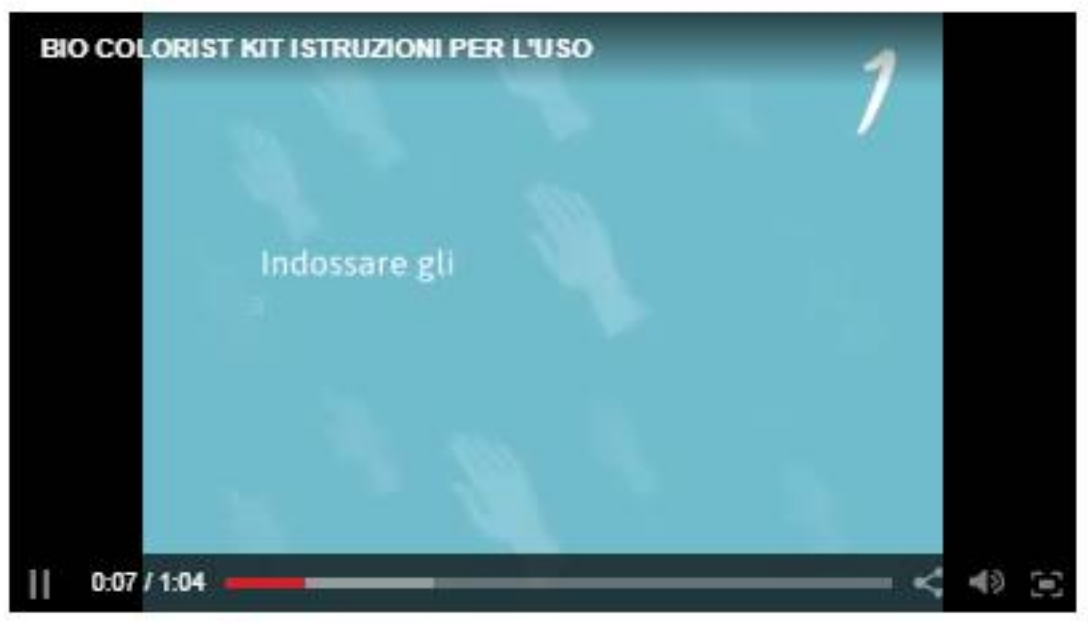 BIO COLORIST KIT ISTRUZIONI PER L'USO
1
Indossare gli
a
0:07 / 1:04